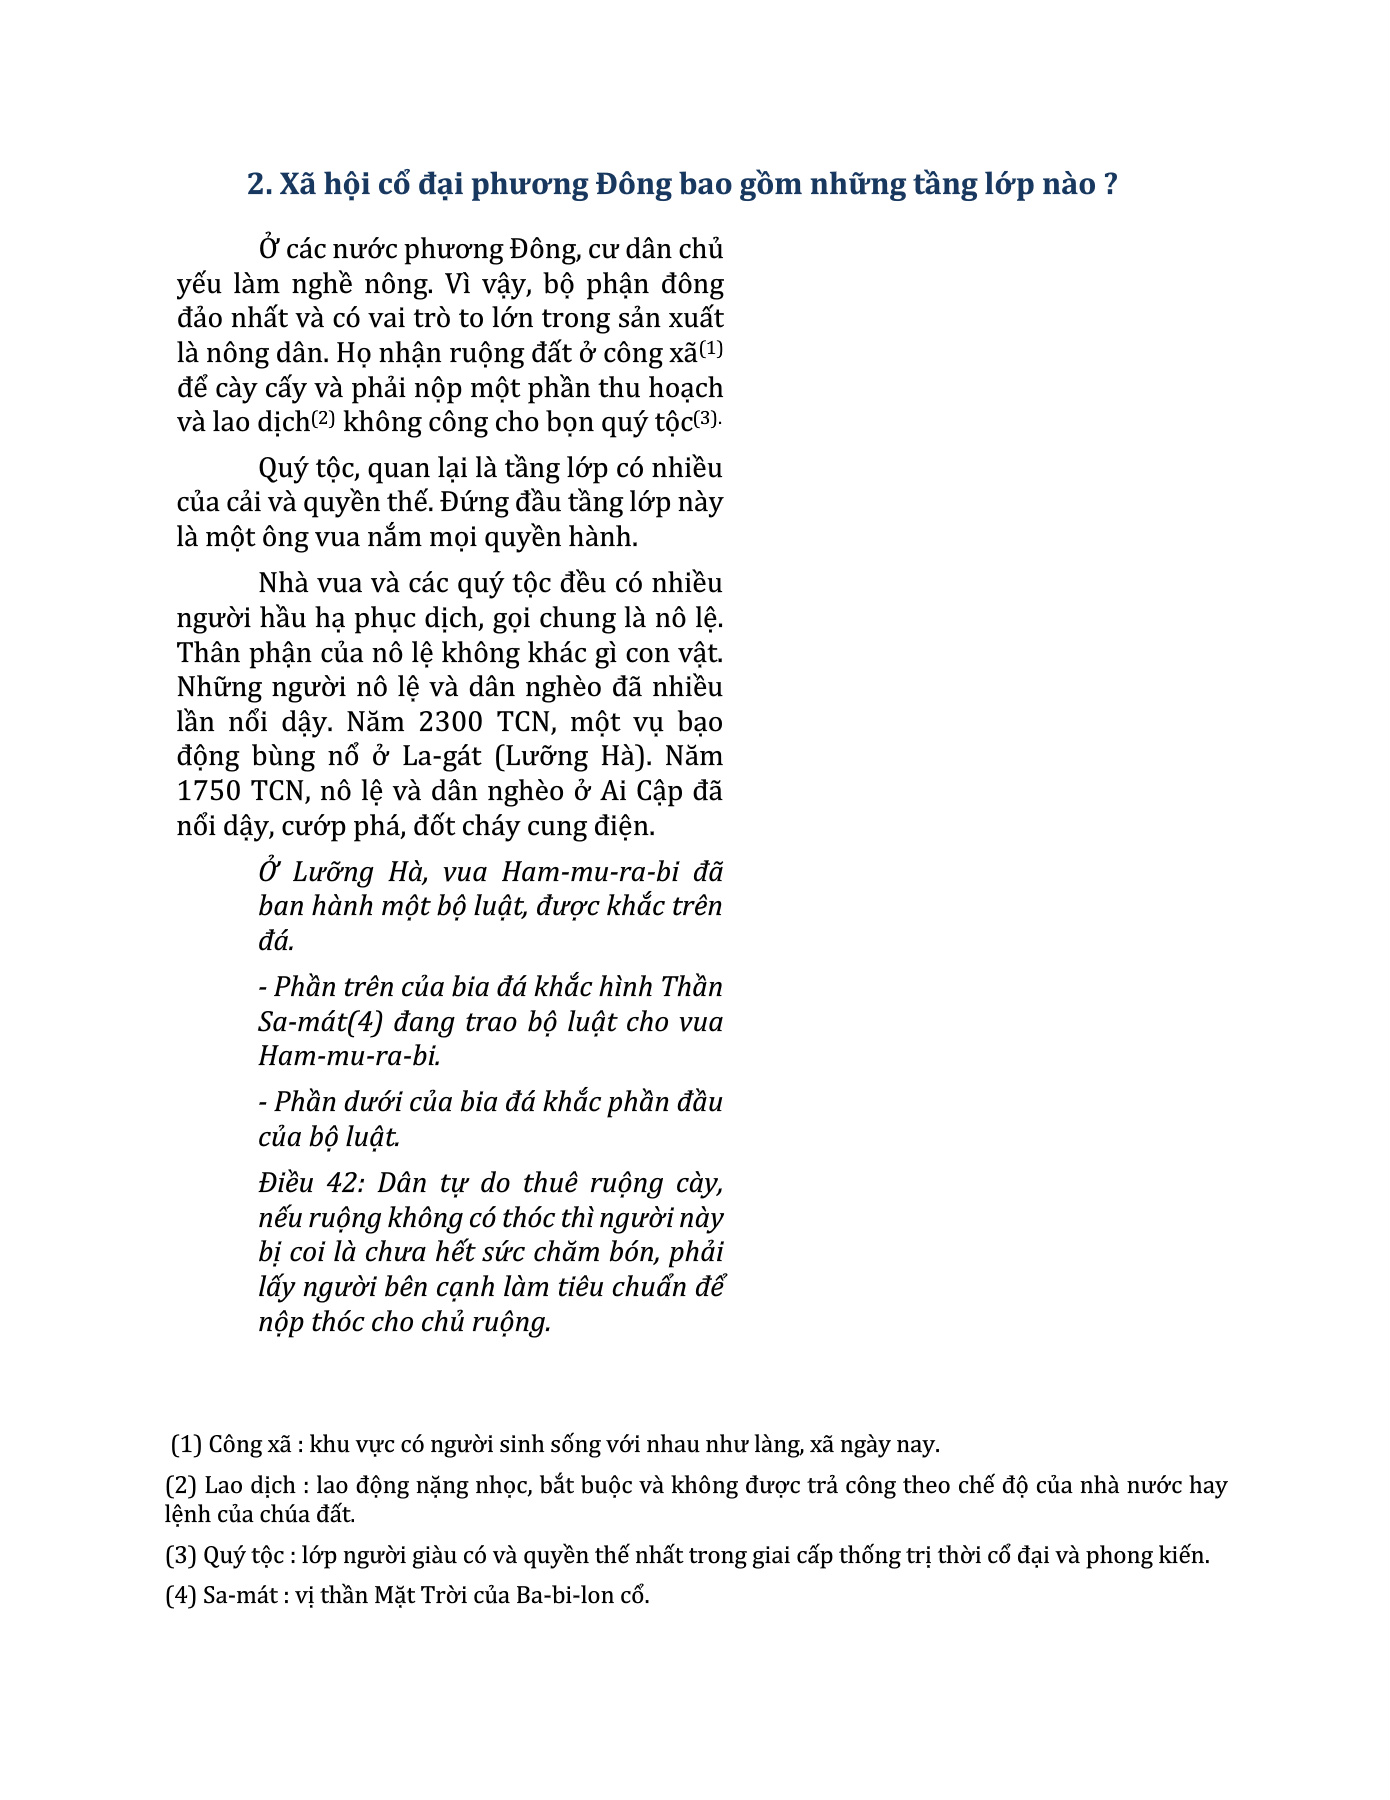 2. Xã hội cổ đại phương Đông bao gồm những tầng lớp nào ?
Ở các nước phương Đông, cư dân chủ
yếu làm nghề nông. Vì vậy, bộ phận đông
đảo nhất và có vai trò to lớn trong sản xuất
là nông dân. Họ nhận ruộng đất ở công xã(1)
để cày cấy và phải nộp một phần thu hoạch
và lao dịch(2) không công cho bọn quý tộc(3).
Quý tộc, quan lại là tầng lớp có nhiều
của cải và quyền thế. Đứng đầu tầng lớp này
là một ông vua nắm mọi quyền hành.
Nhà vua và các quý tộc đều có nhiều
người hầu hạ phục dịch, gọi chung là nô lệ.
Thân phận của nô lệ không khác gì con vật.
Những người nô lệ và dân nghèo đã nhiều
lần nổi dậy. Năm 2300 TCN, một vụ bạo
động bùng nổ ở La-gát (Lưỡng Hà). Năm
1750 TCN, nô lệ và dân nghèo ở Ai Cập đã
nổi dậy, cướp phá, đốt cháy cung điện.
Ở Lưỡng Hà, vua Ham-mu-ra-bi đã
ban hành một bộ luật, được khắc trên
đá.
- Phần trên của bia đá khắc hình Thần
Sa-mát(4) đang trao bộ luật cho vua
Ham-mu-ra-bi.
- Phần dưới của bia đá khắc phần đầu
của bộ luật.
Điều 42: Dân tự do thuê ruộng cày,
nếu ruộng không có thóc thì người này
bị coi là chưa hết sức chăm bón, phải
lấy người bên cạnh làm tiêu chuẩn để
nộp thóc cho chủ ruộng.
(1) Công xã : khu vực có người sinh sống với nhau như làng, xã ngày nay.
(2) Lao dịch : lao động nặng nhọc, bắt buộc và không được trả công theo chế độ của nhà nước hay
lệnh của chúa đất.
(3) Quý tộc : lớp người giàu có và quyền thế nhất trong giai cấp thống trị thời cổ đại và phong kiến.
(4) Sa-mát : vị thần Mặt Trời của Ba-bi-lon cổ.